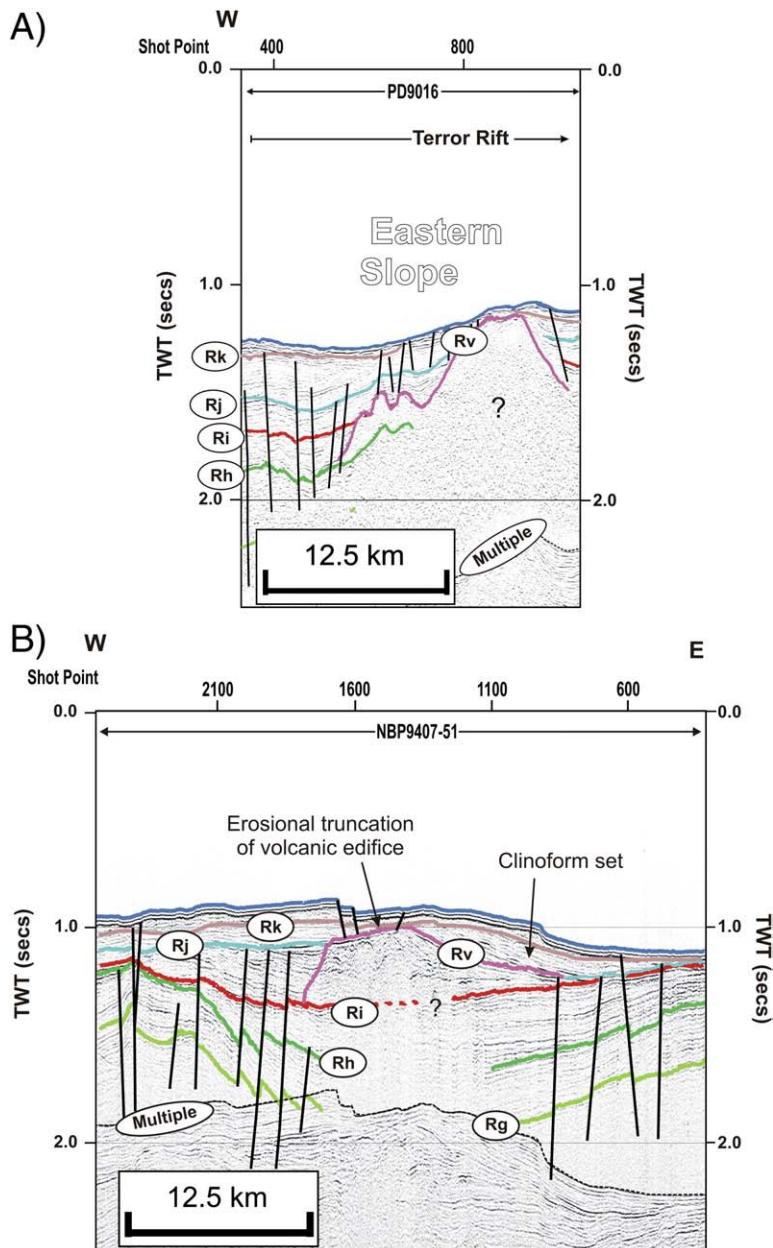 A)
W
Shot Point 400 800
0.0 0.0
PD9016
Terror Rift
Eastern
Slope
1.0 1.0
TWT (secs) TWT (secs)
Rk
Rv
Rj
Ri
?
Rh
2.0 2.0
Multiple
12.5 km
B)
W E
Shot Point 2100 1600 1100 600
0.0 0.0
NBP9407-51
Erosional truncation
of volcanic edifice
Clinoform set
1.0 1.0
TWT (secs) TWT (secs)
Rk
Rj
Rv
Ri
?
Rh
Multiple
Rg
2.0 2.0
12.5 km